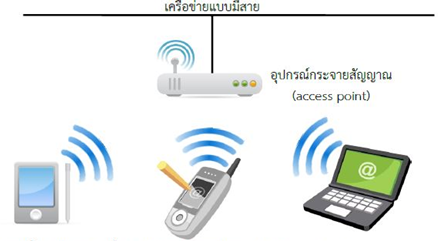 เครือข่ายแบบมีสาย
อุปกรณ์กระจายสัญญาณ
(access point)
@
@